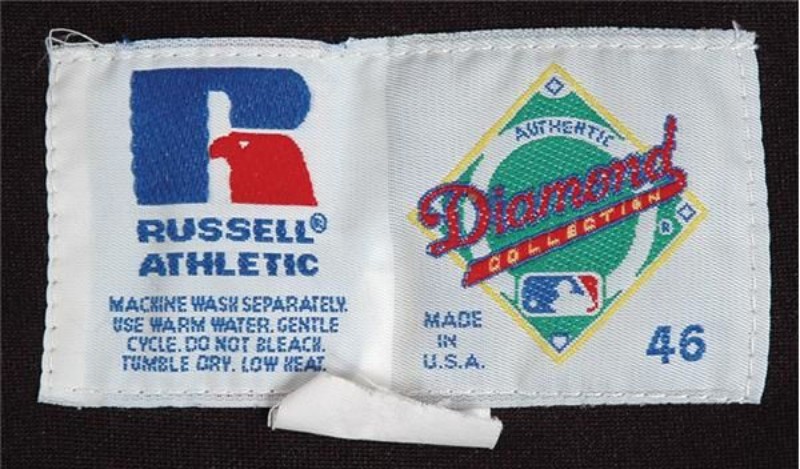 RUSSELL®
ATHLETIC
MACHINE WASH SEPARATELY.
USE WARM WATER. GENTLE
CYCLE. DO NOT BLEACH.
TUMBLE DRY. LOW HEAT.
AUTHENTIC
Diamond
COLLECTION
®
MADE
IN
U.S.A.
46